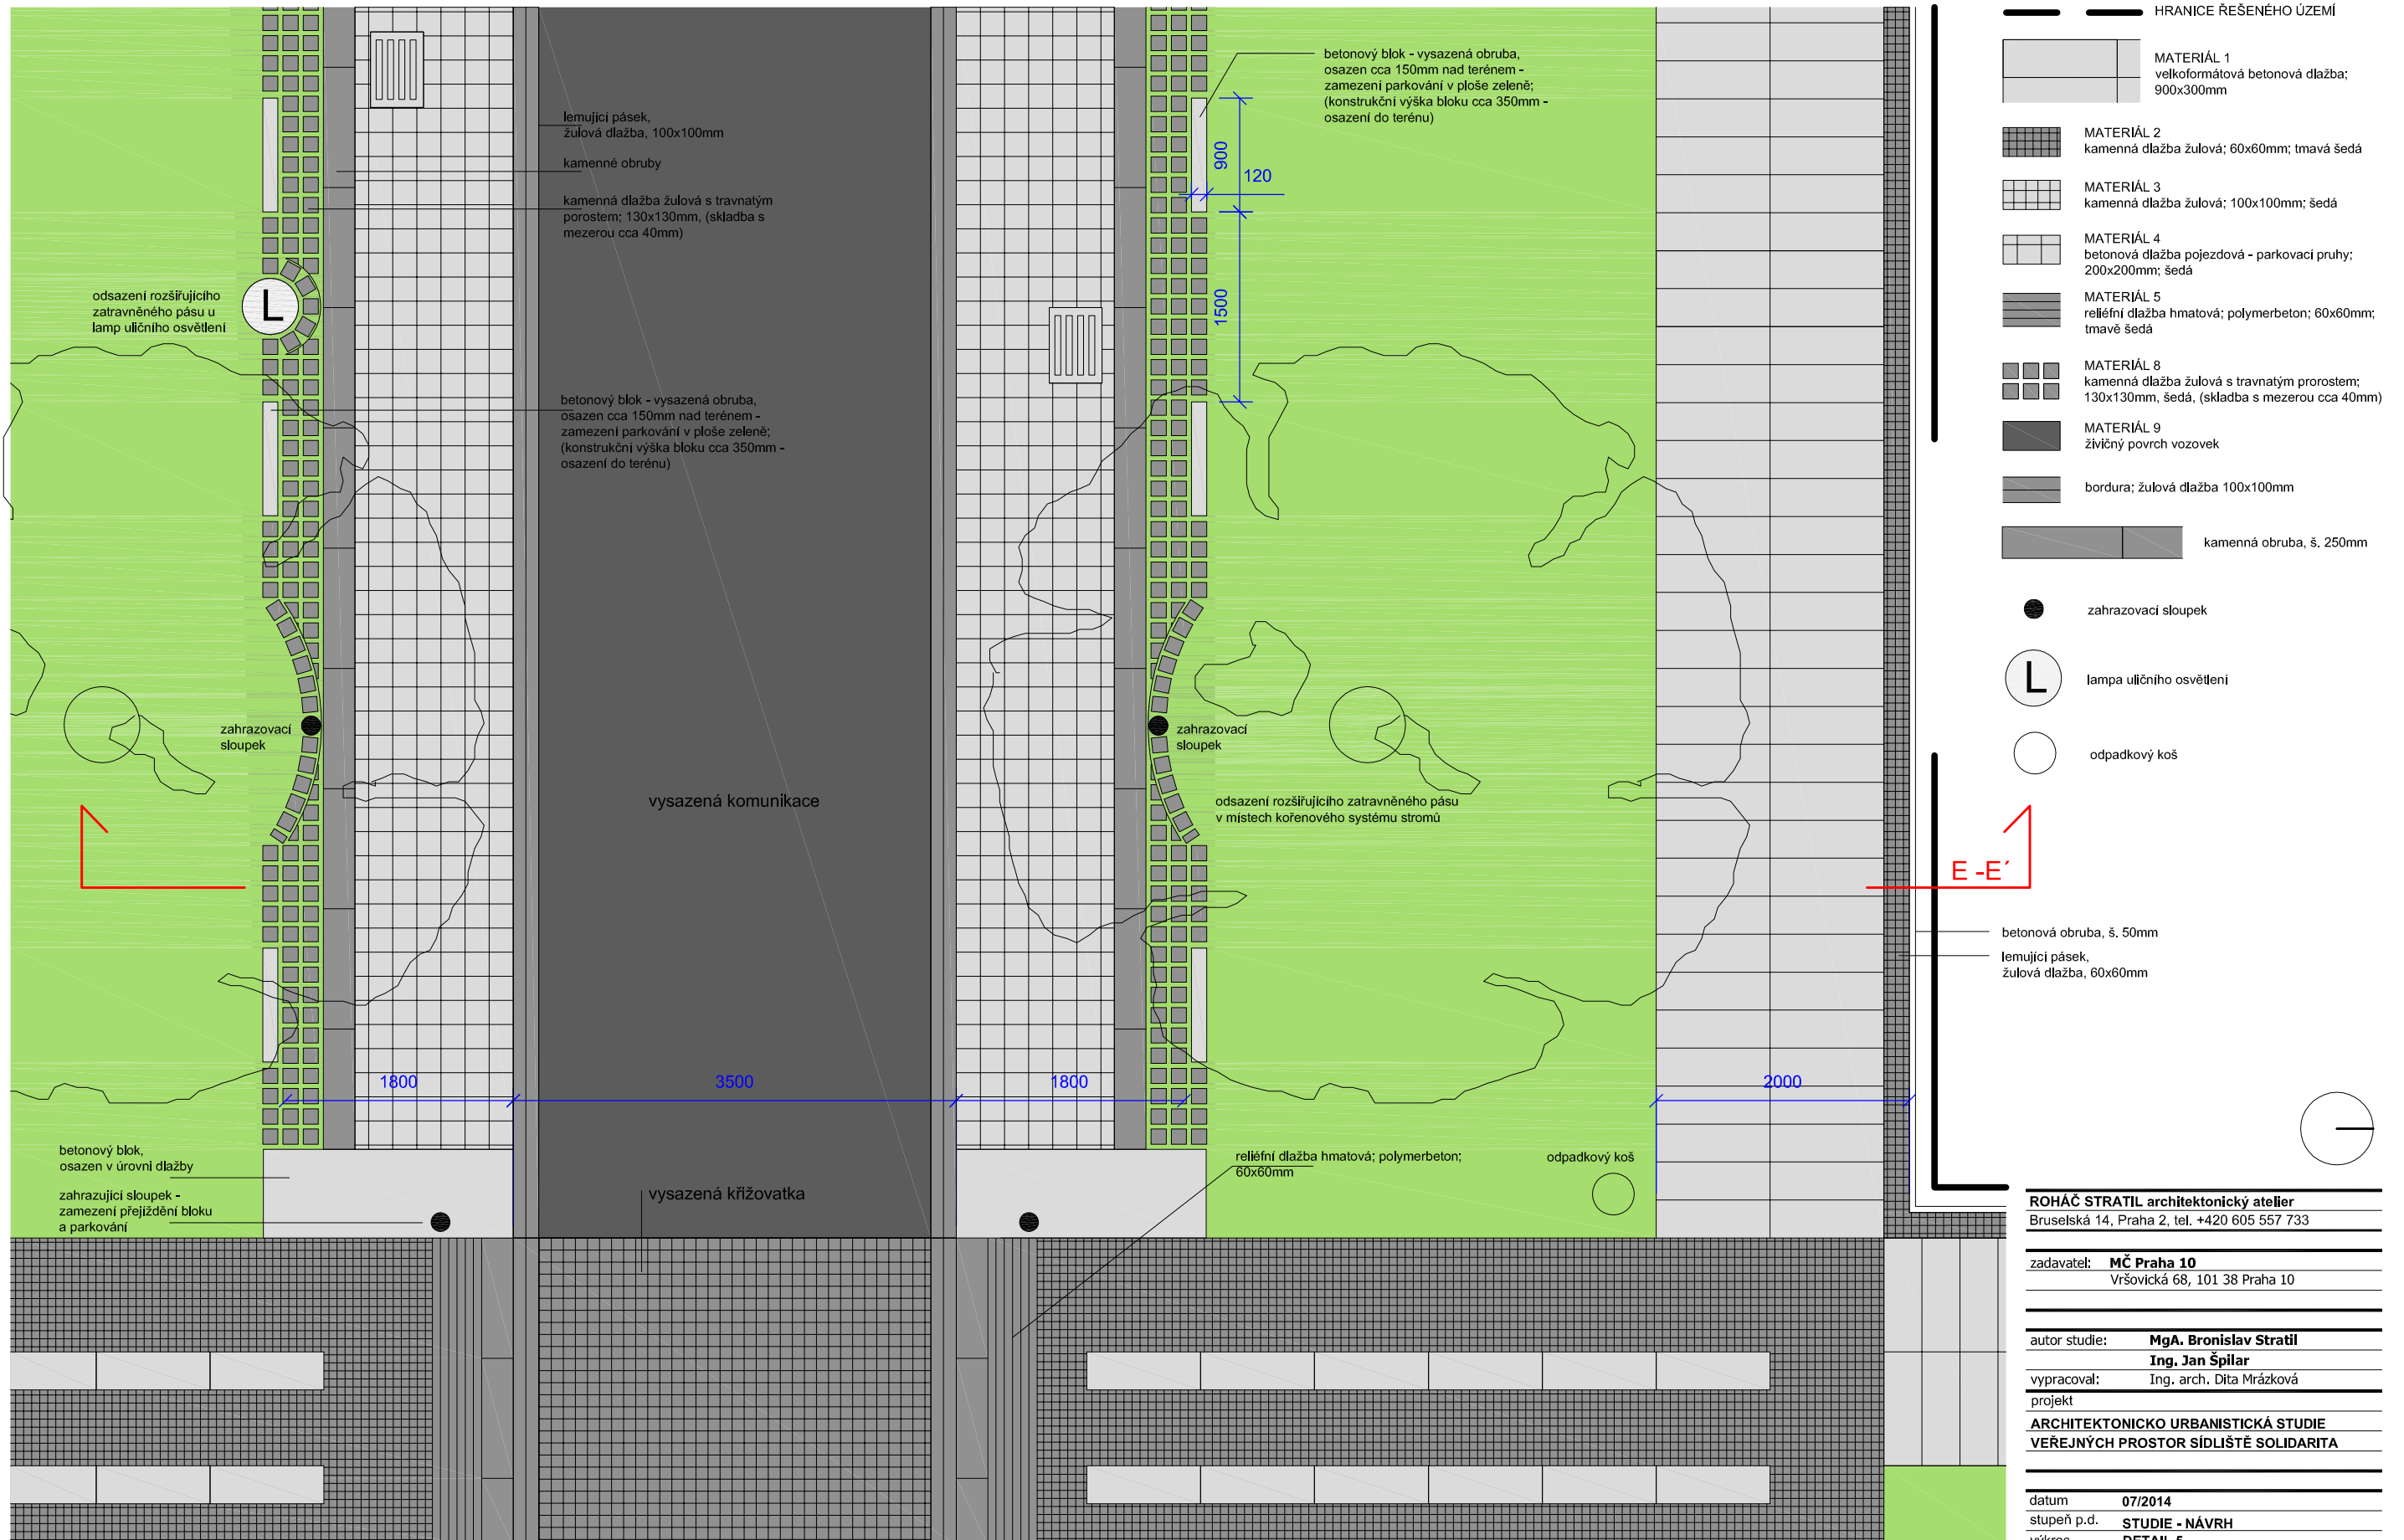 lemující pásek,
žulová dlažba, 100x100mm
kamenné obruby
kamenná dlažba žulová s travnatým
porostem; 130x130mm, (skladba s
mezerou cca 40mm)
betonový blok - vysazená obruba,
osazen cca 150mm nad terénem -
zamezení parkování v ploše zeleně;
(konstrukční výška bloku cca 350mm -
osazení do terénu)
900
120
1500
odsazení rozšiřujícího
zatravněného pásu u
lamp uličního osvětlení
L
betonový blok - vysazená obruba,
osazen cca 150mm nad terénem -
zamezení parkování v ploše zeleně;
(konstrukční výška bloku cca 350mm -
osazení do terénu)
zahrazovací
sloupek
zahrazovací
sloupek
vysazená komunikace
odsazení rozšiřujícího zatravněného pásu
v místech kořenového systému stromů
E -E´
1800
3500
1800
2000
betonový blok,
osazen v úrovni dlažby
zahrazující sloupek -
zamezení přejíždění bloku
a parkování
vysazená křižovatka
reliéfní dlažba hmatová; polymerbeton;
60x60mm
odpadkový koš
HRANICE ŘEŠENÉHO ÚZEMÍ
MATERIÁL 1
velkoformátová betonová dlažba;
900x300mm
MATERIÁL 2
kamenná dlažba žulová; 60x60mm; tmavá šedá
MATERIÁL 3
kamenná dlažba žulová; 100x100mm; šedá
MATERIÁL 4
betonová dlažba pojezdová - parkovací pruhy;
200x200mm; šedá
MATERIÁL 5
reliéfní dlažba hmatová; polymerbeton; 60x60mm;
tmavě šedá
MATERIÁL 8
kamenná dlažba žulová s travnatým prorostem;
130x130mm, šedá, (skladba s mezerou cca 40mm)
MATERIÁL 9
živičný povrch vozovek
bordura; žulová dlažba 100x100mm
kamenná obruba, š. 250mm
zahrazovací sloupek
L
lampa uličního osvětlení
odpadkový koš
betonová obruba, š. 50mm
lemující pásek,
žulová dlažba, 60x60mm
ROHÁČ STRATIL architektonický atelier
Bruselská 14, Praha 2, tel. +420 605 557 733
zadavatel: MČ Praha 10
Vršovická 68, 101 38 Praha 10
autor studie: MgA. Bronislav Stratil
Ing. Jan Špilar
vypracoval: Ing. arch. Dita Mrázková
projekt
ARCHITEKTONICKO URBANISTICKÁ STUDIE
VEŘEJNÝCH PROSTOR SÍDLIŠTĚ SOLIDARITA
datum 07/2014
stupeň p.d. STUDIE - NÁVRH
výkres DETAIL 5